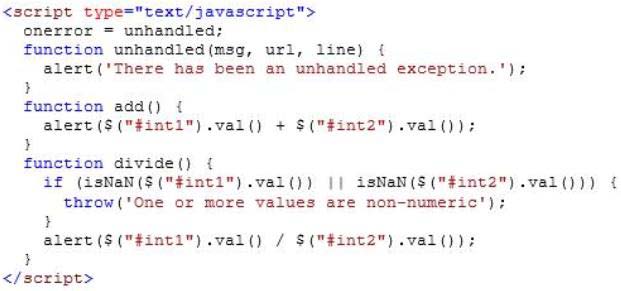 <script type="text/javascript">
onerror = unhandled;
function unhandled(msg, url, line) {
alert('There has been an unhandled exception.');
}
function add() {
alert($("#int1").val() + $("#int2").val());
}
function divide() {
if (isNaN($("#int1").val()) || isNaN($("#int2").val())) {
throw('One or more values are non-numeric');
}
alert($("#int1").val() / $("#int2").val());
}
</script>